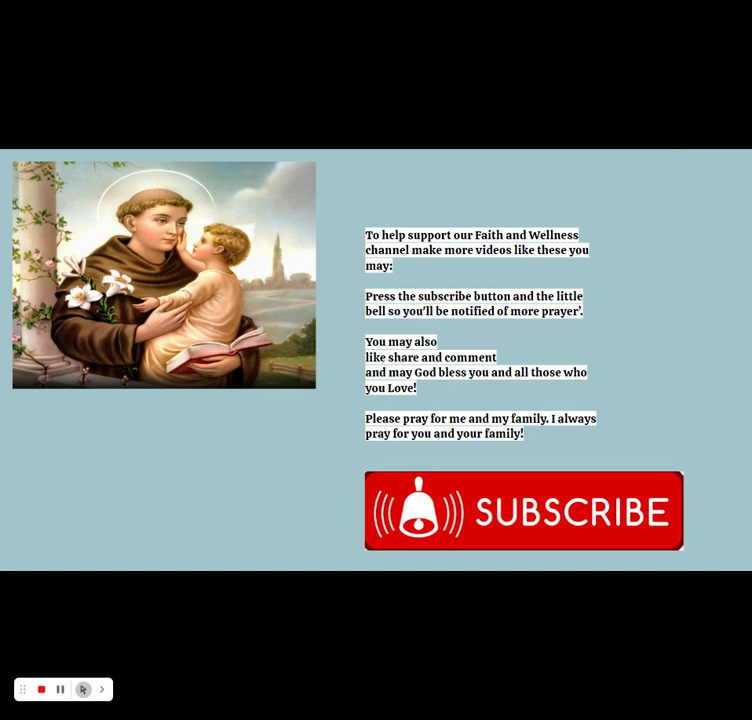 To help support our Faith and Wellness
channel make more videos like these you
may:
Press the subscribe button and the little
bell so you'll be notified of more prayer'.
You may also
like share and comment
and may God bless you and all those who
you Love!
Please pray for me and my family. I always
pray for you and your family!
SUBSCRIBE